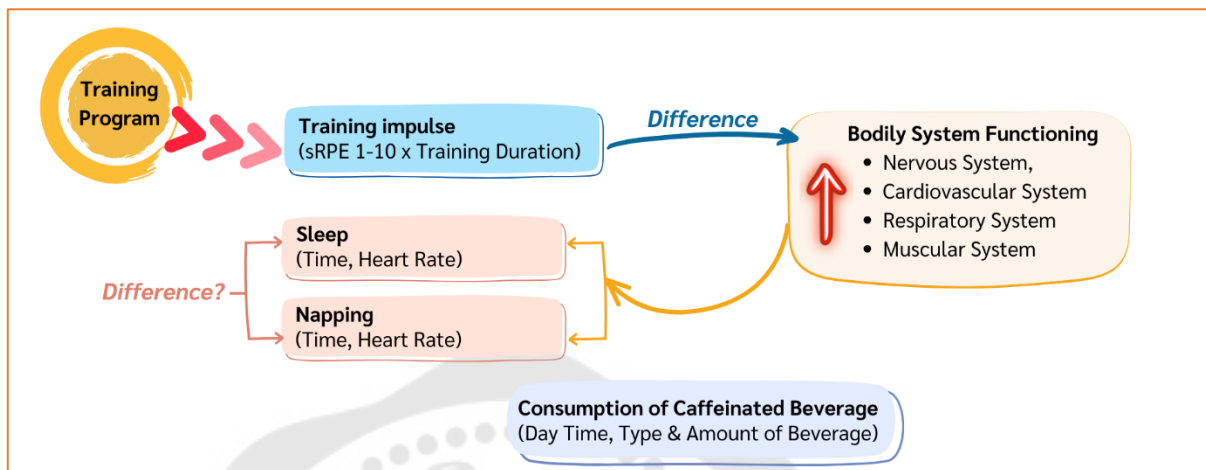 Training
Program
Training impulse
(sRPE 1-10 x Training Duration)
Difference
Bodily System Functioning
• Nervous System,
• Cardiovascular System
• Respiratory System
• Muscular System
Sleep
(Time, Heart Rate)
Difference?
Napping
(Time, Heart Rate)
Consumption of Caffeinated Beverage
(Day Time, Type & Amount of Beverage)